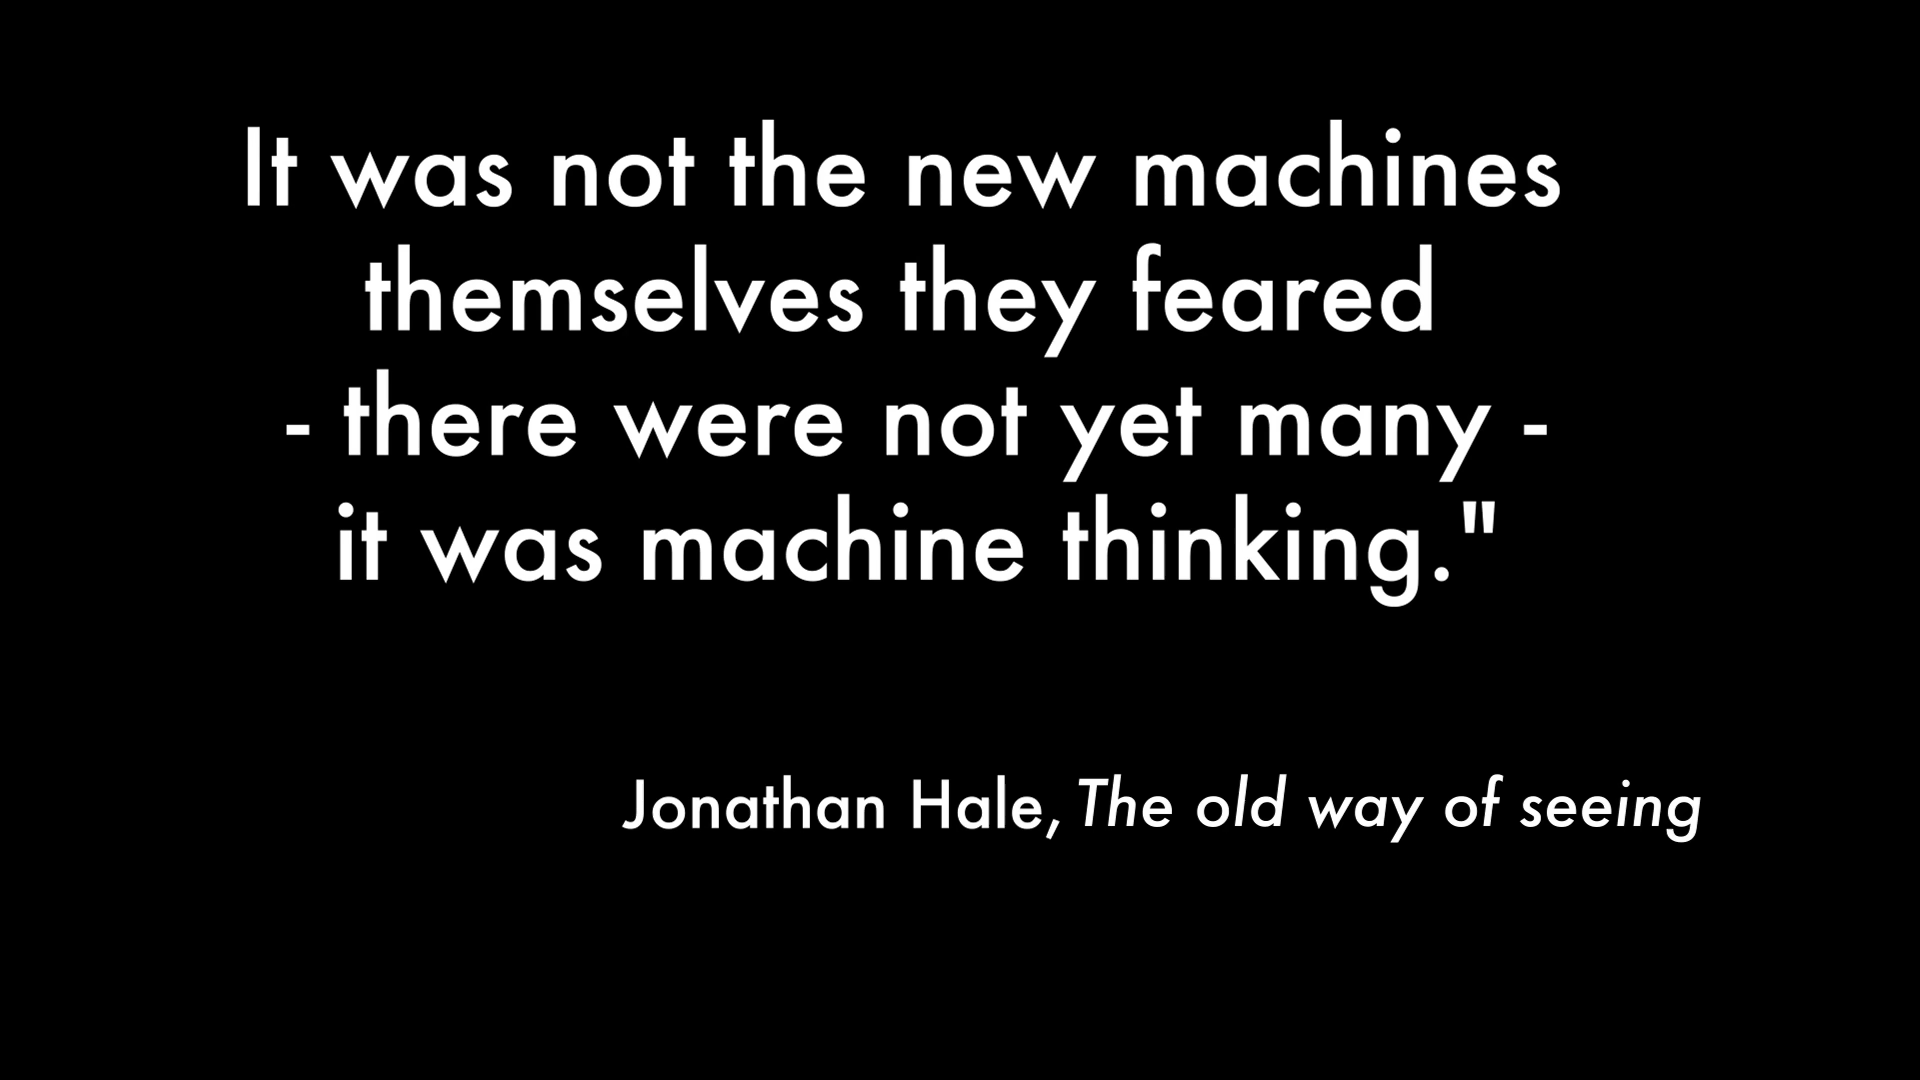 It was not the new machines
themselves they feared
- there were not yet many -
it was machine thinking."
Jonathan Hale, The old way of seeing